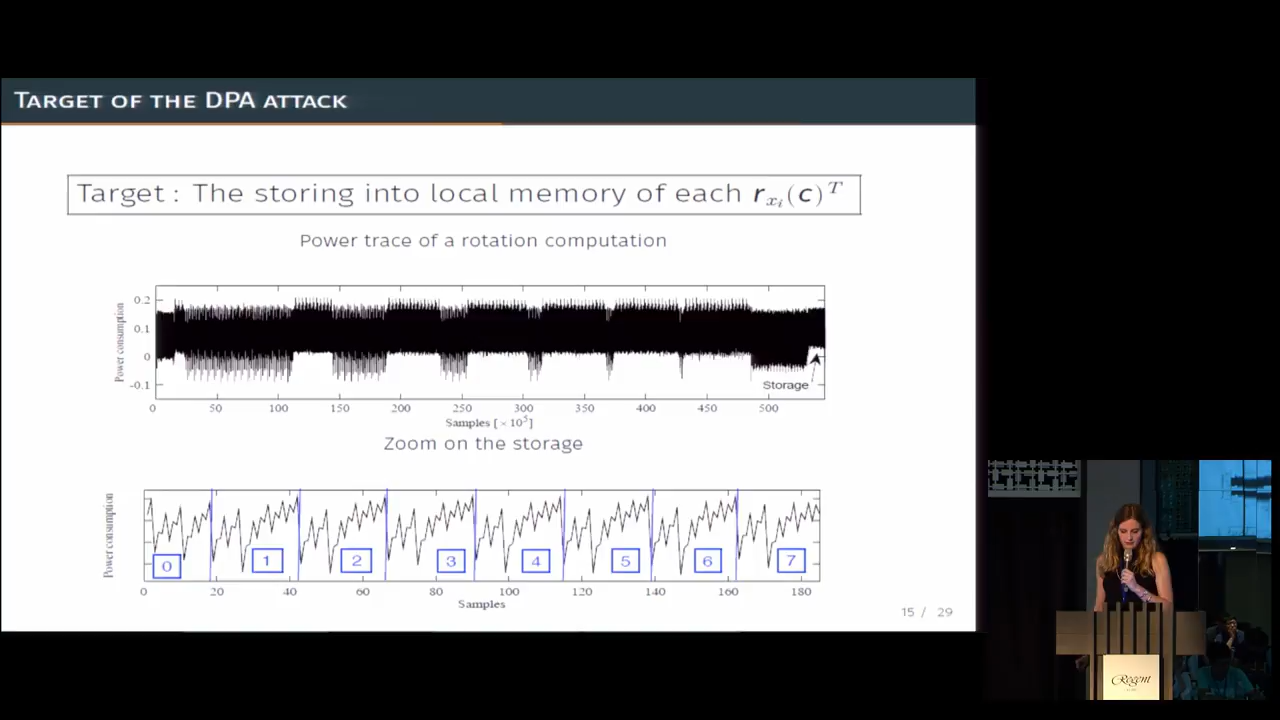 TARGET OF THE DPA ATTACK
Target : The storing into local memory of each r_{x_i}(c)^T
Power trace of a rotation computation
Power consumption
0.2
0.1
0
-0.1
Storage
0 50 100 150 200 250 300 350 400 450 500
Samples [×10^5]
Zoom on the storage
Power consumption
0 1 2 3 4 5 6 7
0 20 40 60 80 100 120 140 160 180
Samples
15 / 29
Regent